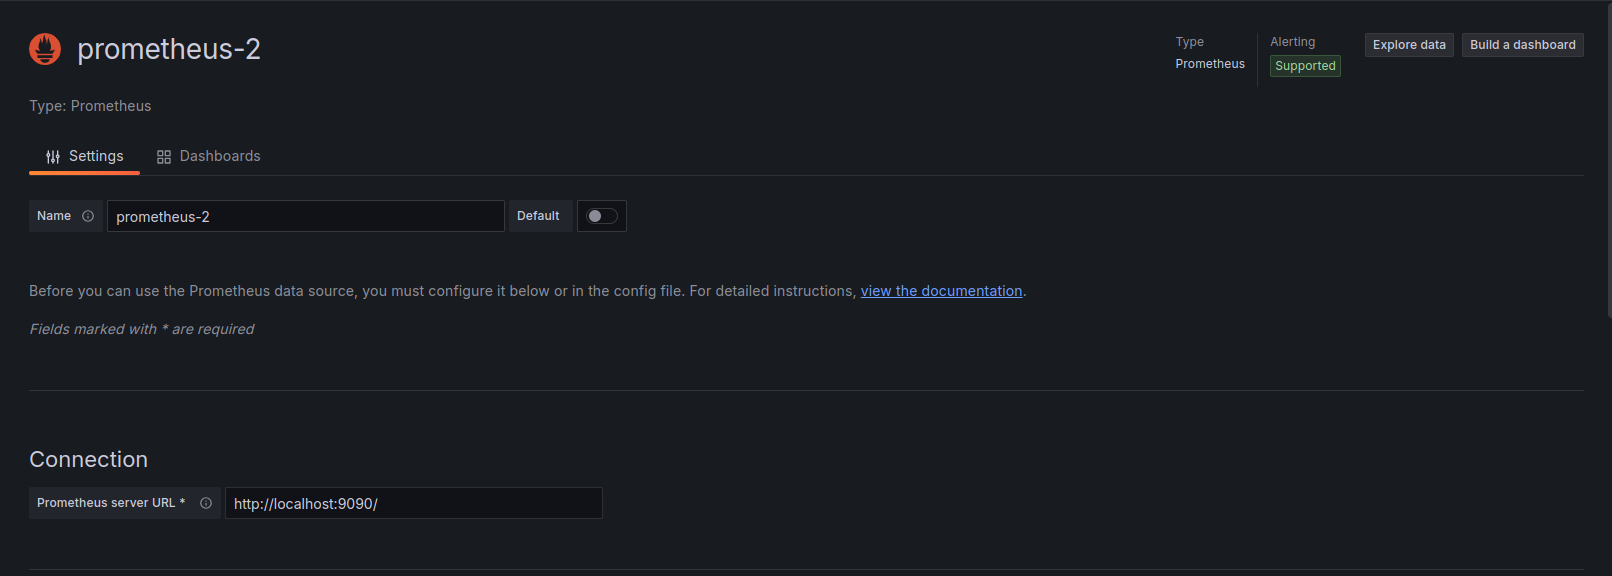 prometheus-2
Type
Prometheus
Alerting
Supported
Explore data
Build a dashboard
Type: Prometheus
Settings
Dashboards
Name
prometheus-2
Default
Before you can use the Prometheus data source, you must configure it below or in the config file. For detailed instructions, view the documentation.
Fields marked with * are required
Connection
Prometheus server URL *
http://localhost:9090/